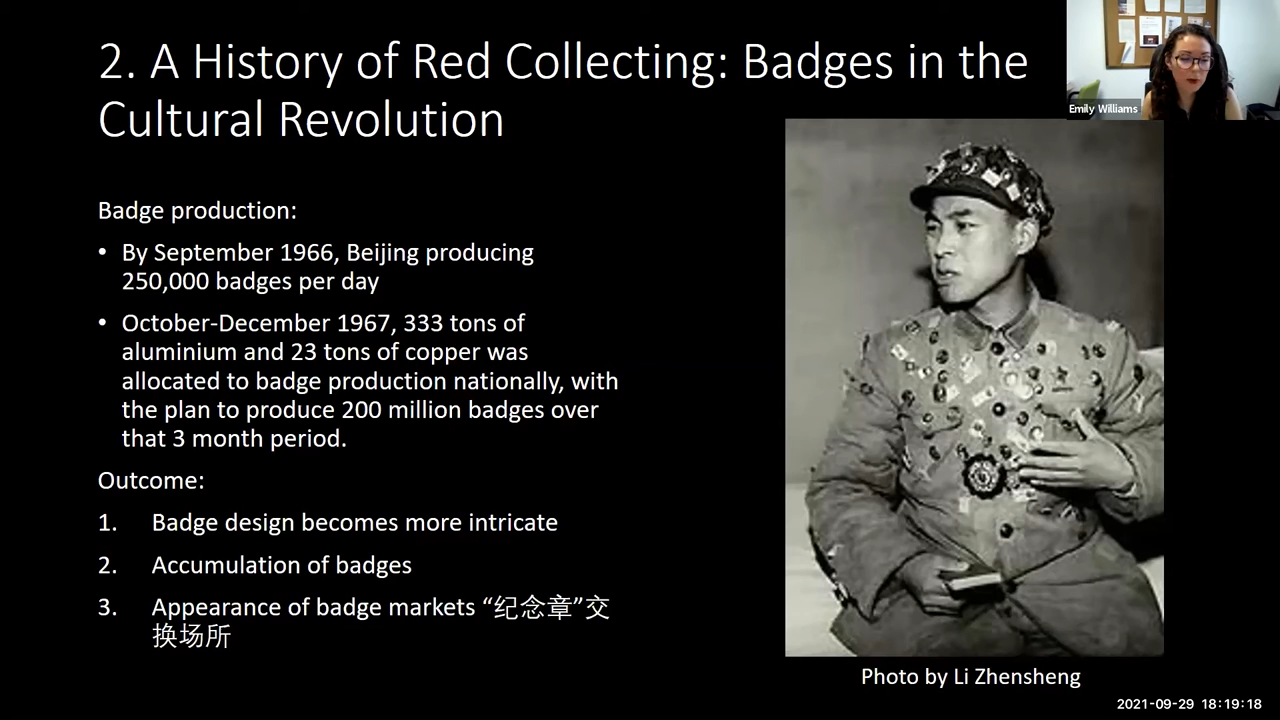 2. A History of Red Collecting: Badges in the
Cultural Revolution
Emily Williams
Badge production:
• By September 1966, Beijing producing
250,000 badges per day
• October-December 1967, 333 tons of
aluminium and 23 tons of copper was
allocated to badge production nationally, with
the plan to produce 200 million badges over
that 3 month period.
Outcome:
1. Badge design becomes more intricate
2. Accumulation of badges
3. Appearance of badge markets “纪念章”交
换场所
Photo by Li Zhensheng
2021-09-29 18:19:18